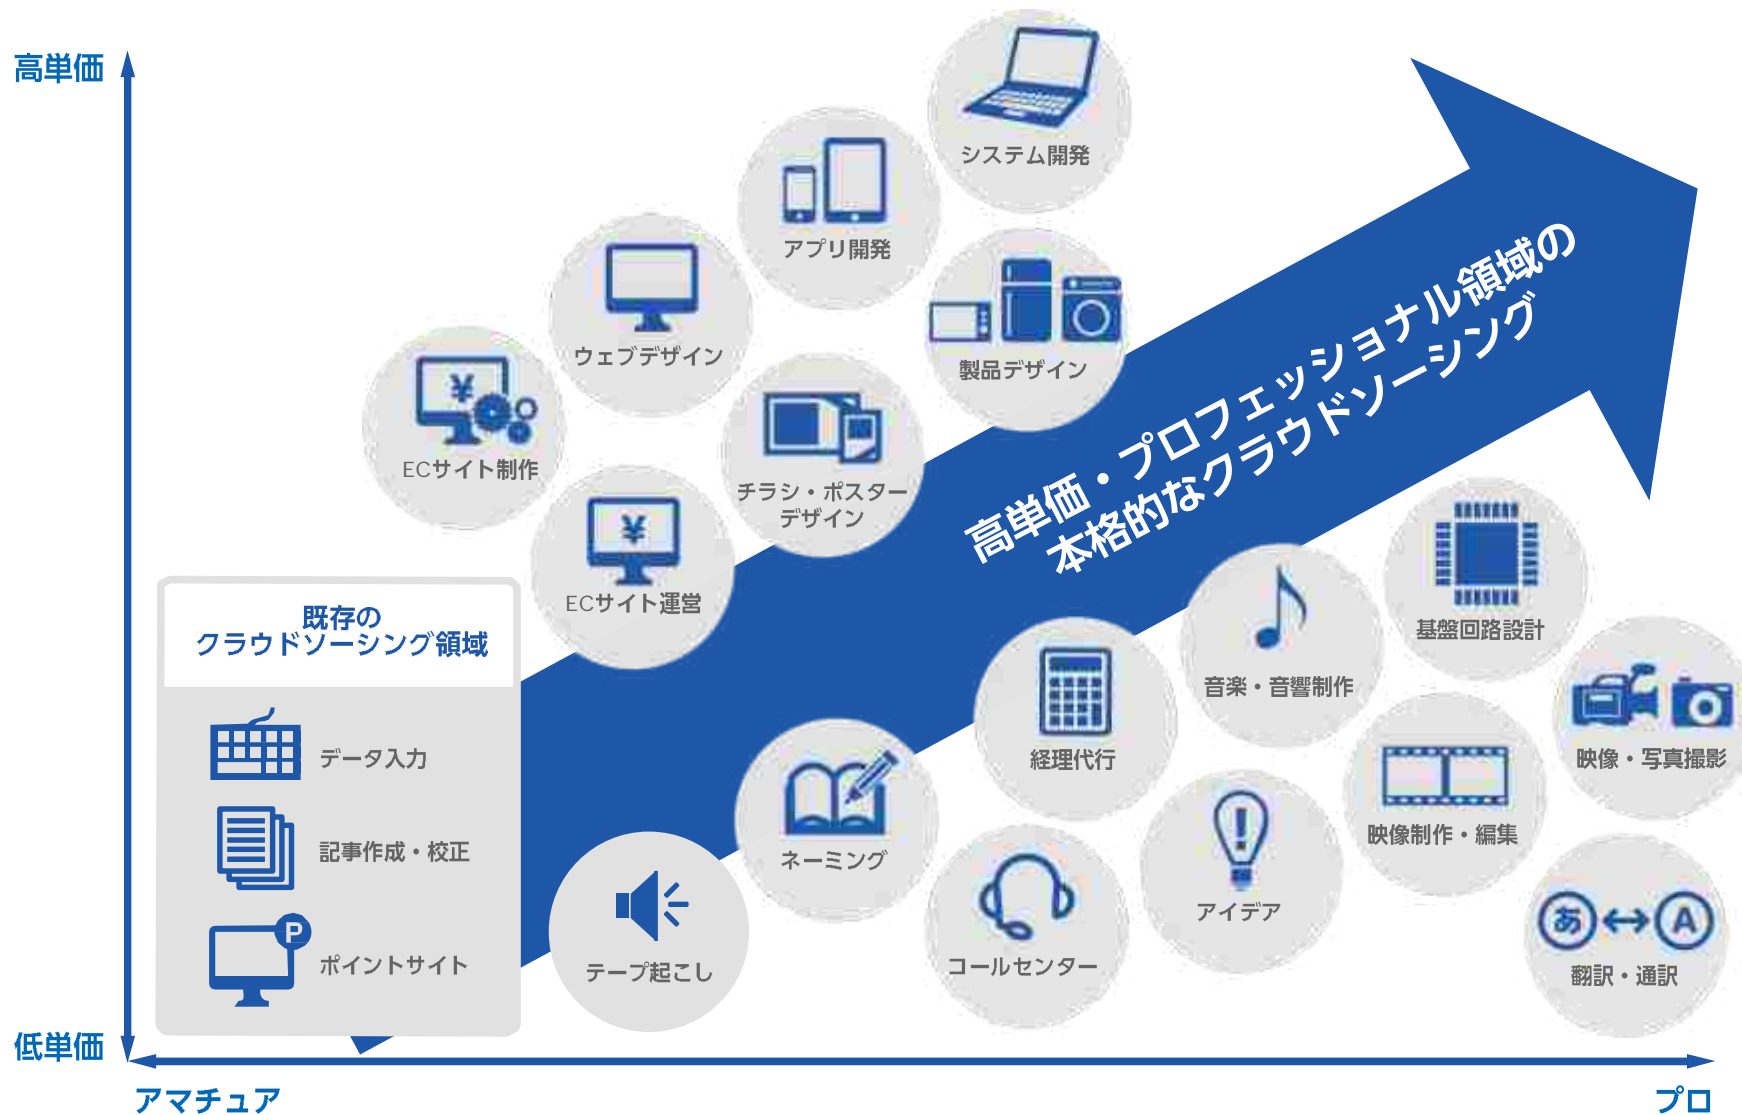 高単価
システム開発
アプリ開発
ウェブデザイン
製品デザイン
ECサイト制作
チラシ・ポスター
デザイン
ECサイト運営
高単価・プロフェッショナル領域の
本格的なクラウドソーシング
既存の
クラウドソーシング領域
データ入力
記事作成・校正
P
ポイントサイト
基盤回路設計
音楽・音響制作
経理代行
映像・写真撮影
映像制作・編集
ネーミング
アイデア
コールセンター
テープ起こし
あ A
翻訳・通訳
低単価
アマチュア
プロ
¥
¥